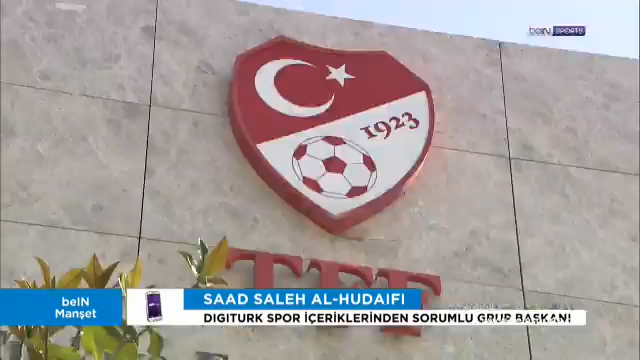 beIN SPORTS
1923
TFF
beIN
Manşet
SAAD SALEH AL-HUDAIFI
DIGITURK SPOR İÇERİKLERİNDEN SORUMLU GRUP BAŞKANI